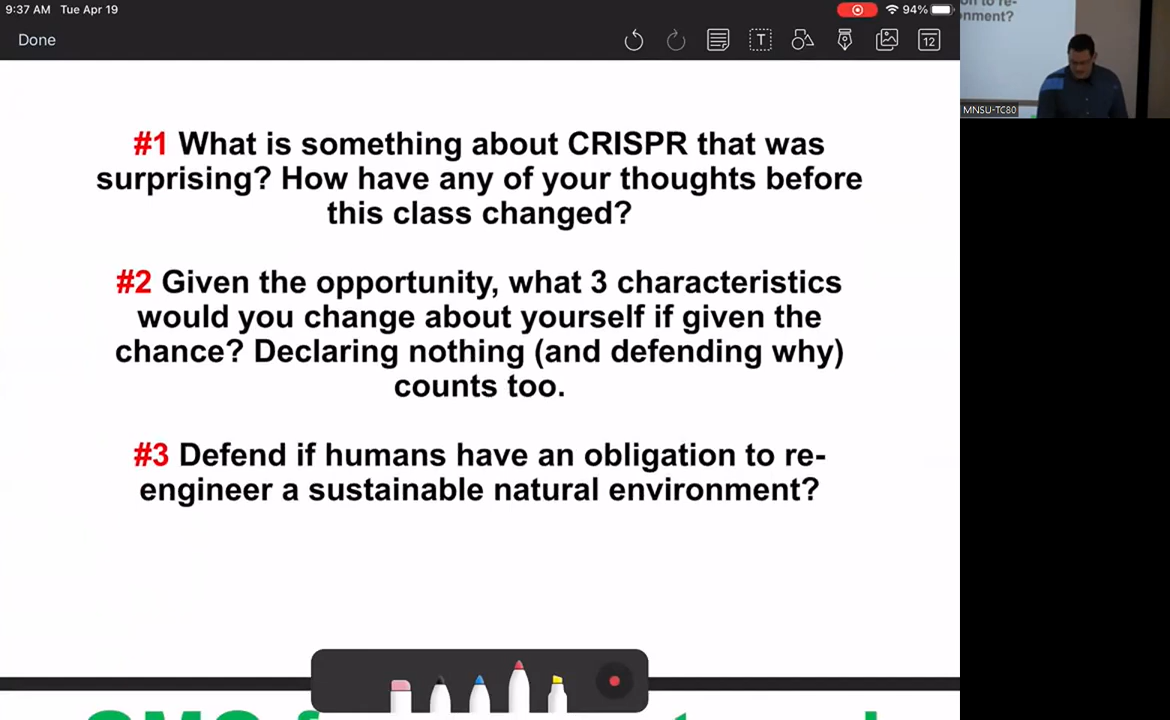 9:37 AM Tue Apr 19
94%
Done
T
12
#1 What is something about CRISPR that was
surprising? How have any of your thoughts before
this class changed?
#2 Given the opportunity, what 3 characteristics
would you change about yourself if given the
chance? Declaring nothing (and defending why)
counts too.
#3 Defend if humans have an obligation to re-
engineer a sustainable natural environment?
to re-
nment?
MNSU-TC80